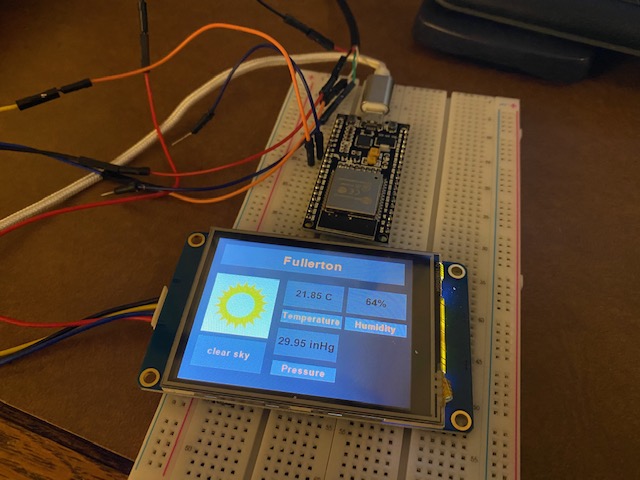 Fullerton
21.85 C
64%
Temperature
Humidity
clear sky
29.95 inHg
Pressure